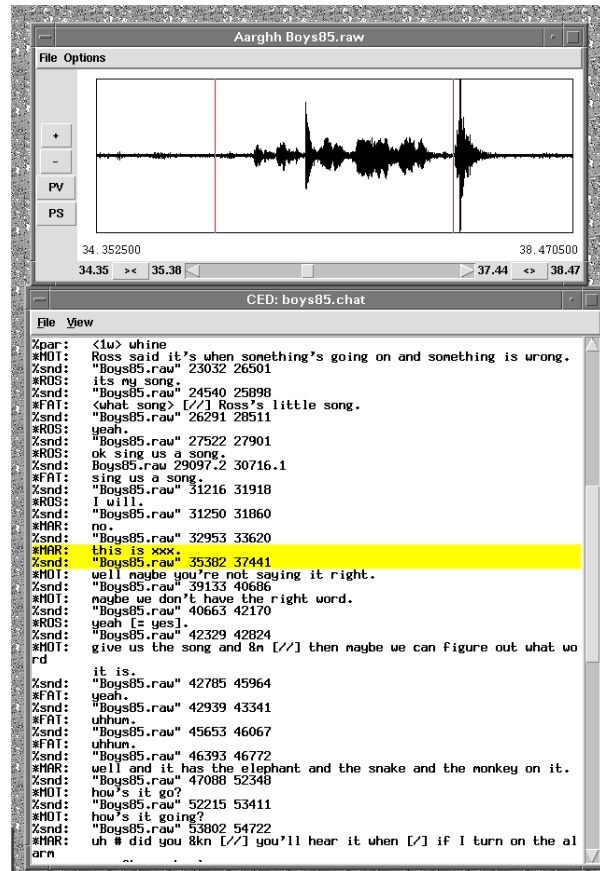 Aarghh Boys85.raw
File Options
+
-
PV
PS
34.352500 38.470500
34.35 >< 35.38 37.44 <> 38.47
CED: boys85.chat
File View
%par: <1w> whine
*MOT: Ross said it's when something's going on and something is wrong.
%snd: "Boys85.raw" 23032 26501
*ROS: its my song.
%snd: "Boys85.raw" 24540 25898
*FAT: <what song> [//] Ross's little song.
%snd: "Boys85.raw" 26291 28511
*ROS: yeah.
%snd: "Boys85.raw" 27522 27901
*ROS: ok sing us a song.
%snd: Boys85.raw 29097.2 30716.1
*FAT: sing us a song.
%snd: "Boys85.raw" 31216 31918
*ROS: I will.
%snd: "Boys85.raw" 31250 31860
*MAR: no.
%snd: "Boys85.raw" 32953 33620
*MAR: this is xxx.
%snd: "Boys85.raw" 35382 37441
*MOT: well maybe you're not saying it right.
%snd: "Boys85.raw" 39133 40686
*MOT: maybe we don't have the right word.
%snd: "Boys85.raw" 40663 42170
*ROS: yeah [= yes].
%snd: "Boys85.raw" 42329 42824
*MOT: give us the song and &m [//] then maybe we can figure out what wo
rd
it is.
%snd: "Boys85.raw" 42785 45964
*FAT: yeah.
%snd: "Boys85.raw" 42939 43341
*FAT: uhhum.
%snd: "Boys85.raw" 45653 46067
*FAT: uhhum.
%snd: "Boys85.raw" 46393 46772
*MAR: well and it has the elephant and the snake and the monkey on it.
%snd: "Boys85.raw" 47088 52348
*MOT: how's it go?
%snd: "Boys85.raw" 52215 53411
*MOT: how's it going?
%snd: "Boys85.raw" 53802 54722
*MAR: uh # did you &kn [//] you'll hear it when [/] if I turn on the al
arm